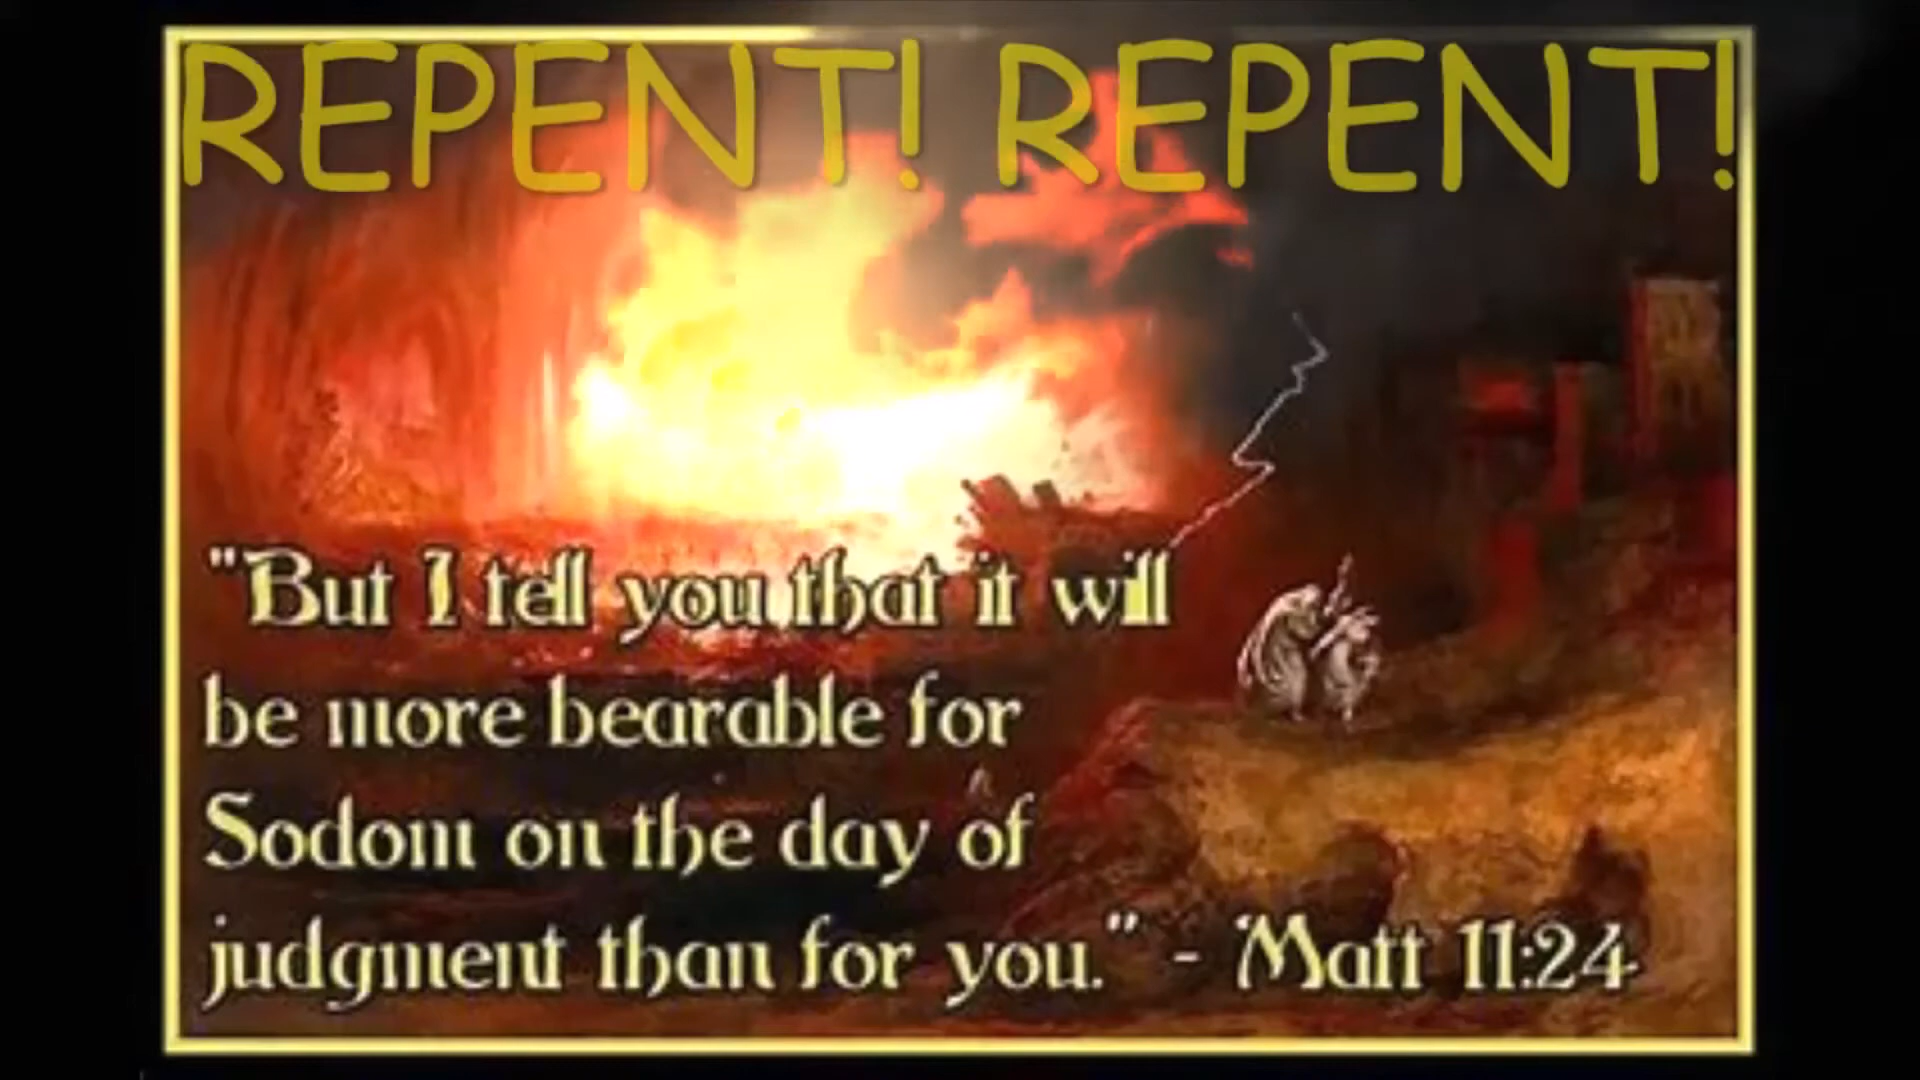 REPENT! REPENT!
"But I tell you that it will
be more bearable for
Sodom on the day of
judgment than for you." - Matt 11:24